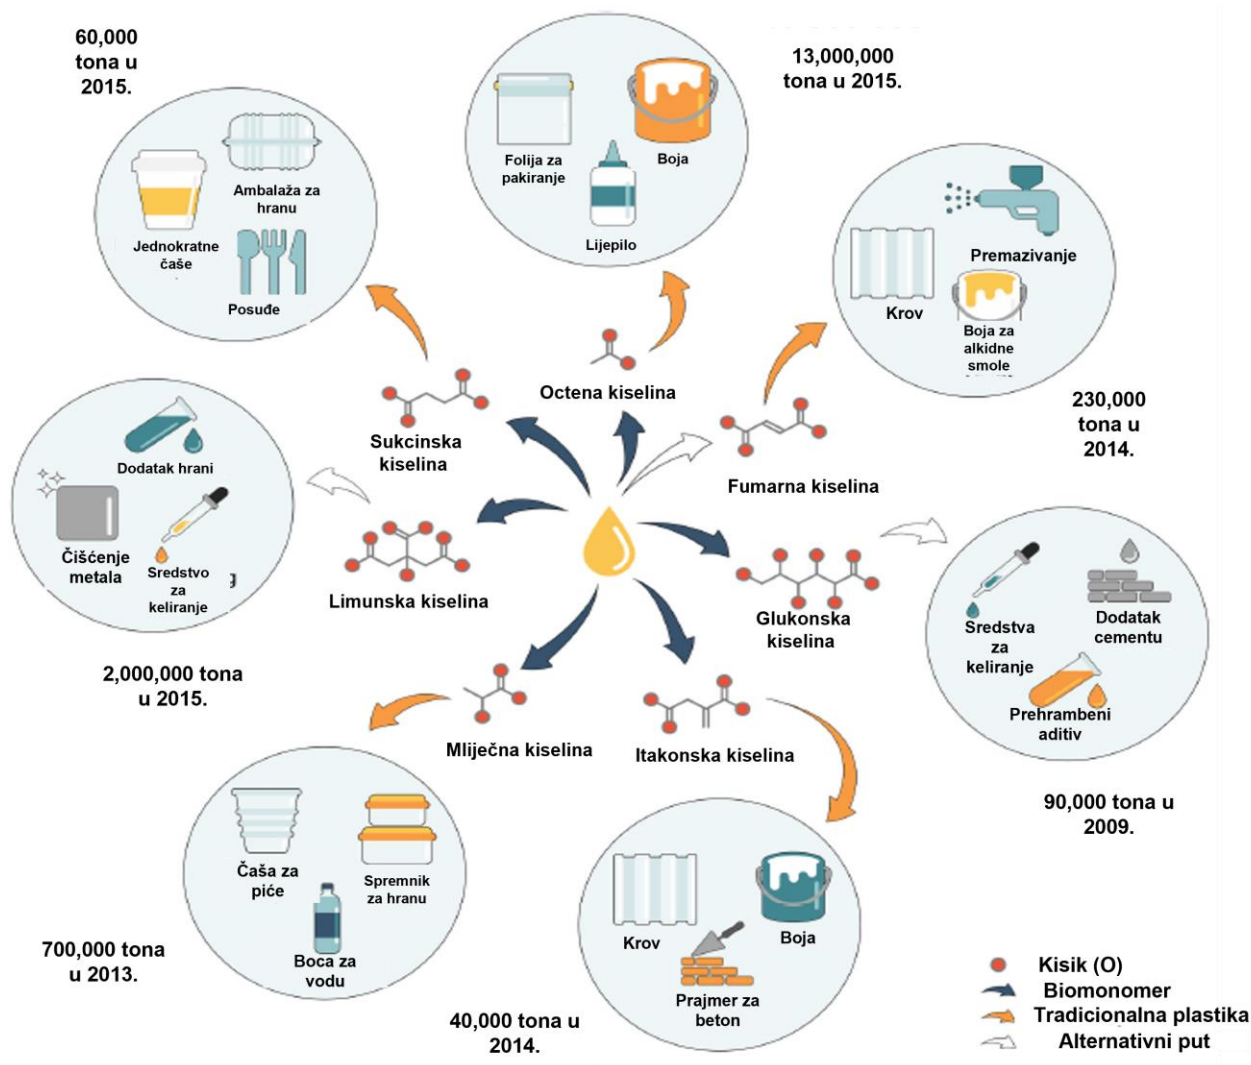 60,000
tona u
2015.
Ambalaža za
hranu
Jednokratne
čaše
Posuđe
Folija za
pakiranje
Boja
Lijepilo
13,000,000
tona u 2015.
Premazivanje
Krov
Boja za
alkidne
smole
230,000
tona u
2014.
Octena kiselina
Sukcinska
kiselina
Fumarna kiselina
Dodatak hrani
Čišćenje
metala
Sredstvo
za
keliranje
2,000,000 tona
u 2015.
Limunska kiselina
Glukonska
kiselina
Sredstva
za
keliranje
Dodatak
cementu
Prehrambeni
aditiv
90,000 tona u
2009.
Mliječna kiselina
Itakonska kiselina
Čaša za
piće
Spremnik
za hranu
Boca za
vodu
700,000 tona
u 2013.
Krov
Boja
Prajmer za
beton
40,000 tona u
2014.
Kisik (O)
Biomonomer
Tradicionalna plastika
Alternativni put